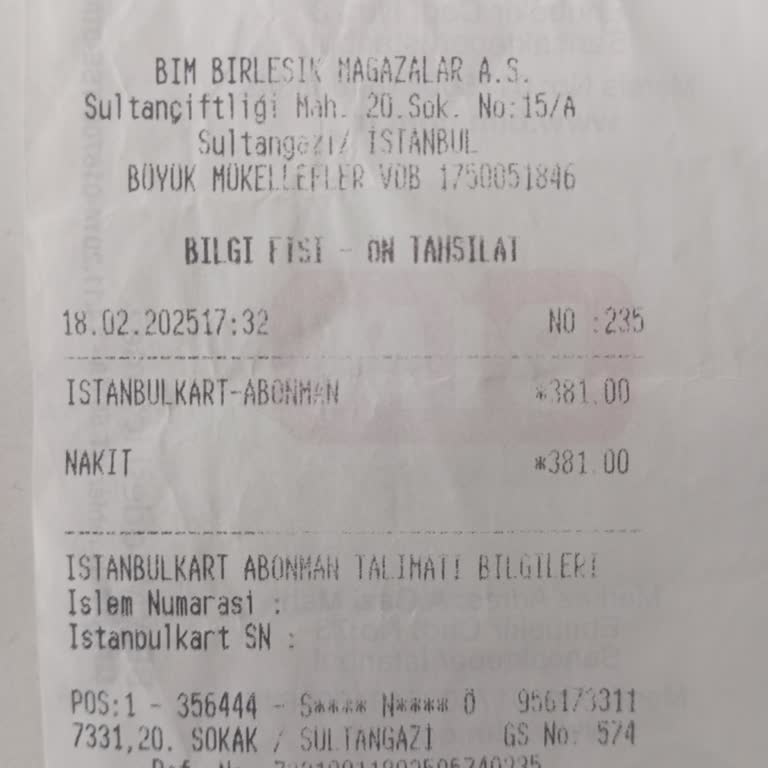 BIM BIRLESIK MAGAZALAR A.S.
Sultançiftliği Mah. 20.Sok. No:15/A
Sultangazi/ İSTANBUL
BÜYÜK MÜKELLEFLER VDB 1750051846
BILGI FISI - ÖN TAHSILAT
18.02.202517:32 NO :235
ISTANBULKART-ABONMAN *381.00
NAKIT *381.00
ISTANBULKART ABONMAN TALIMATI BILGILERI
Islem Numarasi :
Istanbulkart SN :
POS:1 - 356444 - S**** N**** Ö 956173311
7331,20. SOKAK / SULTANGAZİ GS No: 574